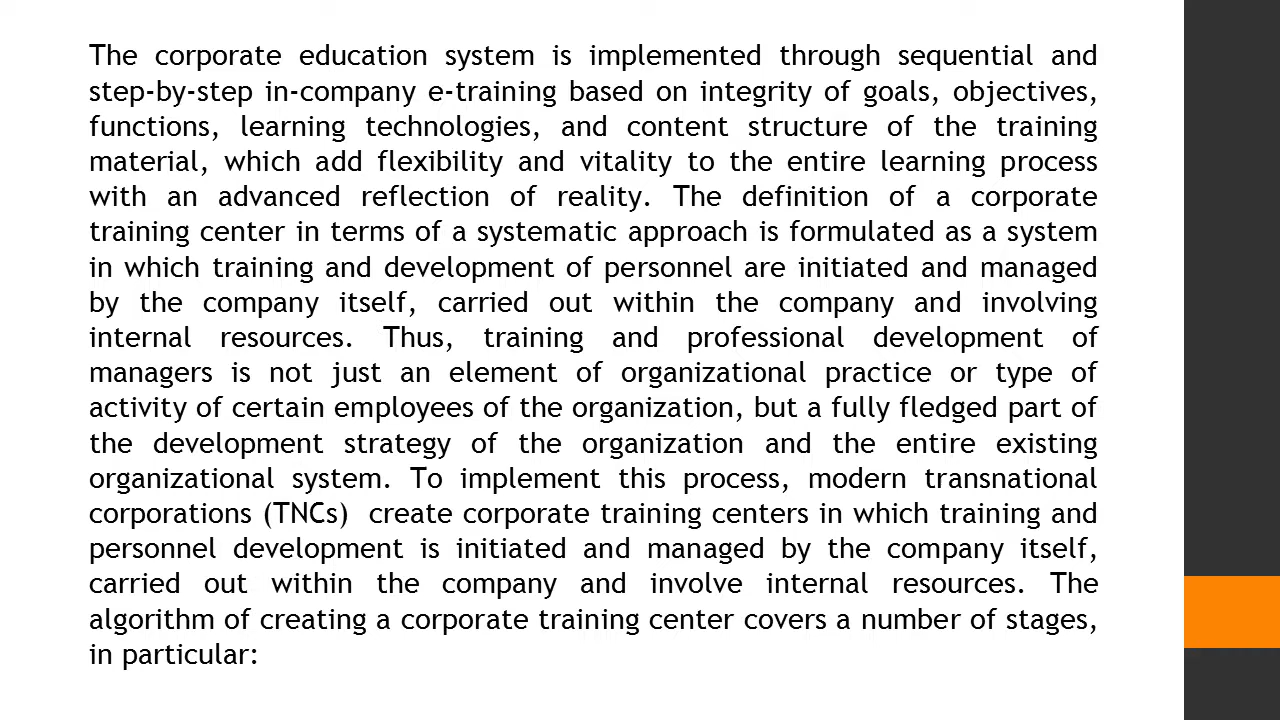 The corporate education system is implemented through sequential and
step-by-step in-company e-training based on integrity of goals, objectives,
functions, learning technologies, and content structure of the training
material, which add flexibility and vitality to the entire learning process
with an advanced reflection of reality. The definition of a corporate
training center in terms of a systematic approach is formulated as a system
in which training and development of personnel are initiated and managed
by the company itself, carried out within the company and involving
internal resources. Thus, training and professional development of
managers is not just an element of organizational practice or type of
activity of certain employees of the organization, but a fully fledged part of
the development strategy of the organization and the entire existing
organizational system. To implement this process, modern transnational
corporations (TNCs)  create corporate training centers in which training and
personnel development is initiated and managed by the company itself,
carried out within the company and involve internal resources. The
algorithm of creating a corporate training center covers a number of stages,
in particular: